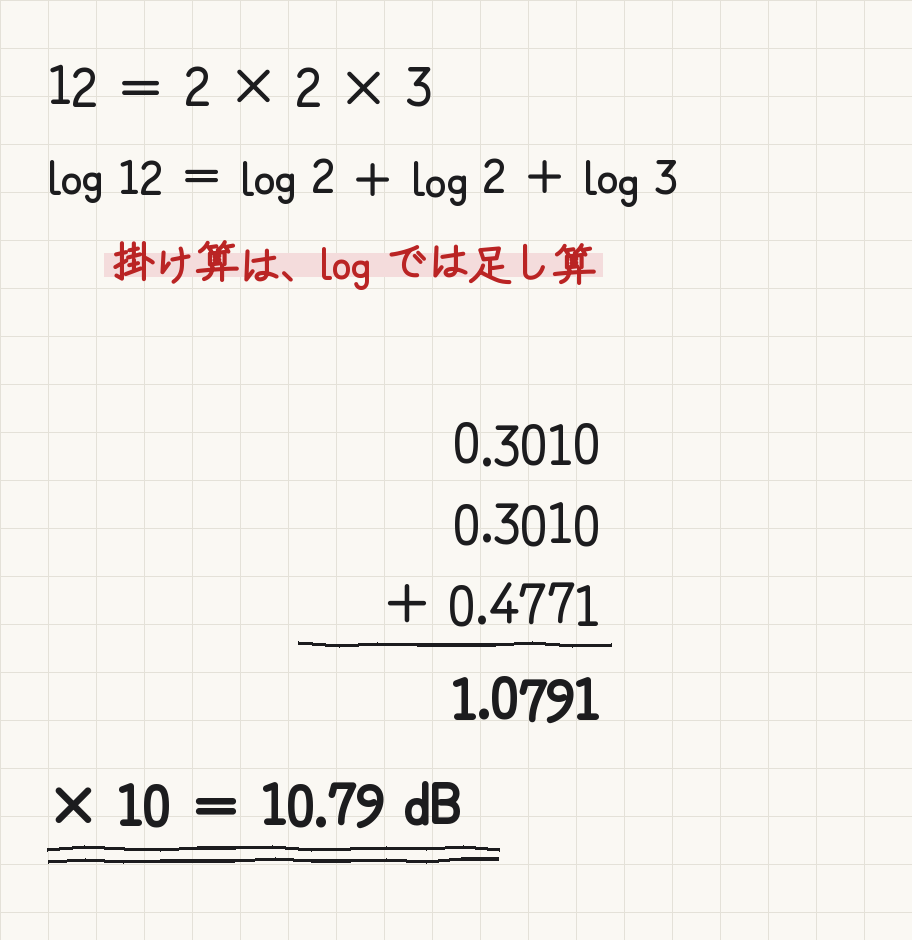 12 = 2 × 2 × 3
log 12 = log 2 + log 2 + log 3
掛け算は、log では足し算
0.3010
0.3010
+ 0.4771
1.0791
× 10 = 10.79 dB